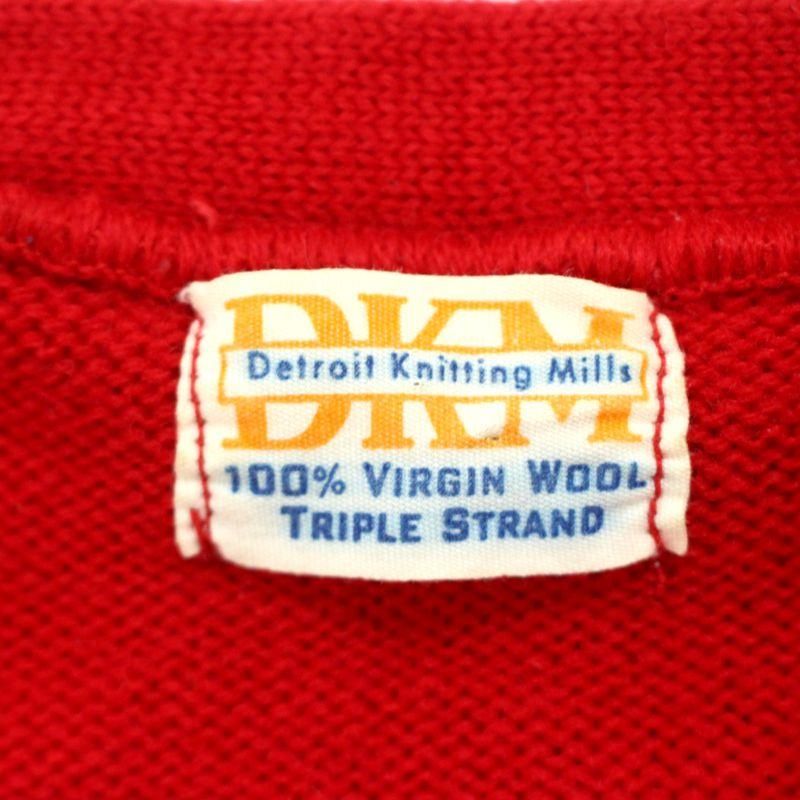 DKM
Detroit Knitting Mills
100% VIRGIN WOOL
TRIPLE STRAND